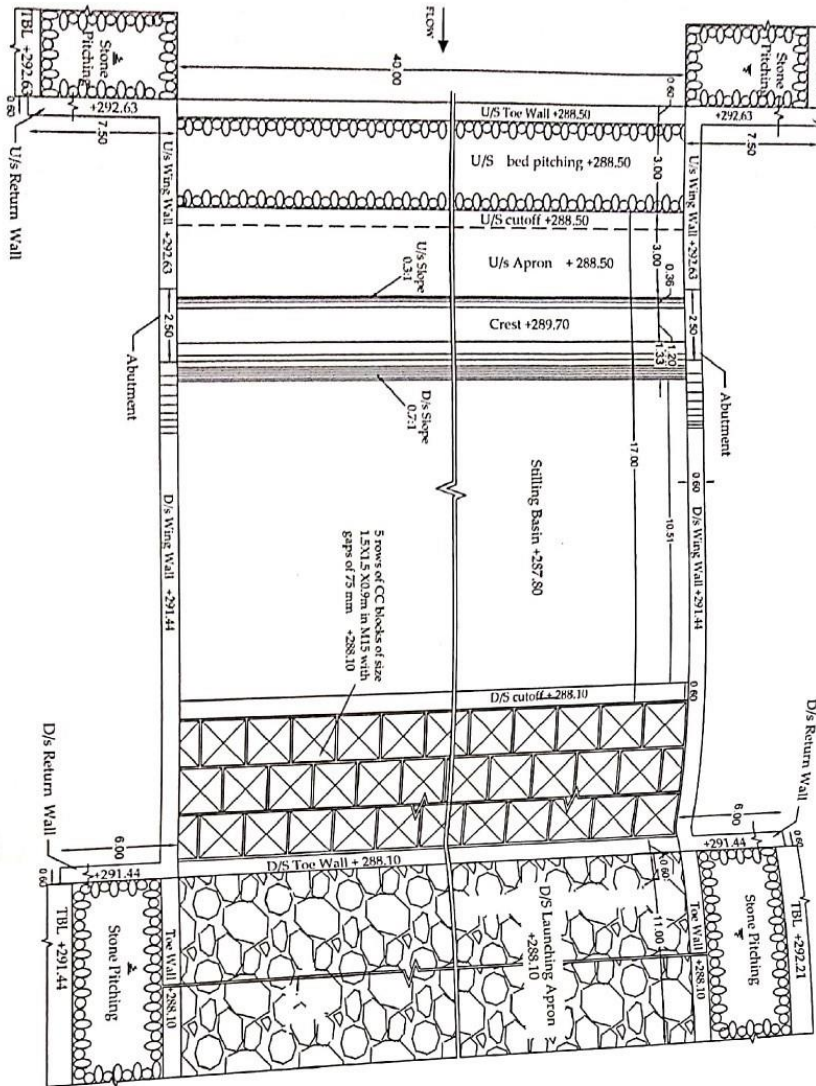 FLOW
40.00
Stone
Pitching
TBL +292.63
+292.63
0.60
7.50
U/s Return Wall
U/s Wing Wall +292.63
2.50
Abutment
D/s Wing Wall +291.44
D/s Return Wall
6.00
+291.44
0.60
TBL +291.44
Stone Pitching
Toe Wall +288.10
Stone
Pitching
+292.63
7.50
0.60
U/S Toe Wall +288.50
3.00
U/S bed pitching +288.50
U/S cutoff +288.50
3.00
U/s Apron + 288.50
0.36
U/s Slope
0.3:1
Crest +289.70
1.20
1.33
D/s Slope
0.7:1
U/s Wing Wall +292.63
2.50
Abutment
0.60
D/s Wing Wall +291.44
17.00
10.51
Stilling Basin +287.80
5 rows of CC blocks of size
1.5X1.5 X0.9m in M15 with
gaps of 75 mm +288.10
0.60
D/S cutoff +288.10
D/s Return Wall
6.00
+291.44
0.60
D/S Toe Wall + 288.10
0.60
11.00
D/S Launching Apron
+288.10
Toe Wall +288.10
Stone Pitching
TBL +292.21